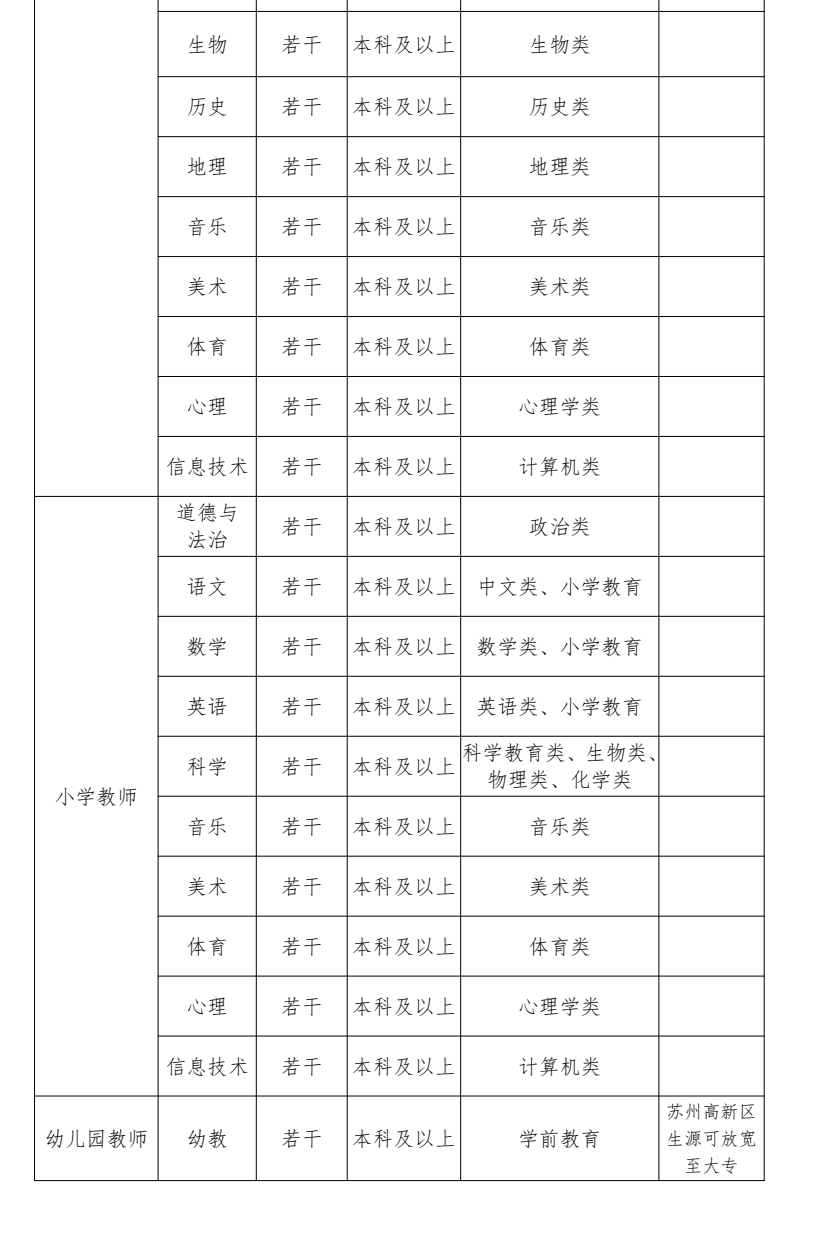 生物 若干 本科及以上 生物类
历史 若干 本科及以上 历史类
地理 若干 本科及以上 地理类
音乐 若干 本科及以上 音乐类
美术 若干 本科及以上 美术类
体育 若干 本科及以上 体育类
心理 若干 本科及以上 心理学类
信息技术 若干 本科及以上 计算机类
小学教师
道德与
法治 若干 本科及以上 政治类
语文 若干 本科及以上 中文类、小学教育
数学 若干 本科及以上 数学类、小学教育
英语 若干 本科及以上 英语类、小学教育
科学 若干 本科及以上 科学教育类、生物类、
物理类、化学类
音乐 若干 本科及以上 音乐类
美术 若干 本科及以上 美术类
体育 若干 本科及以上 体育类
心理 若干 本科及以上 心理学类
信息技术 若干 本科及以上 计算机类
幼儿园教师 幼教 若干 本科及以上 学前教育 苏州高新区
生源可放宽
至大专